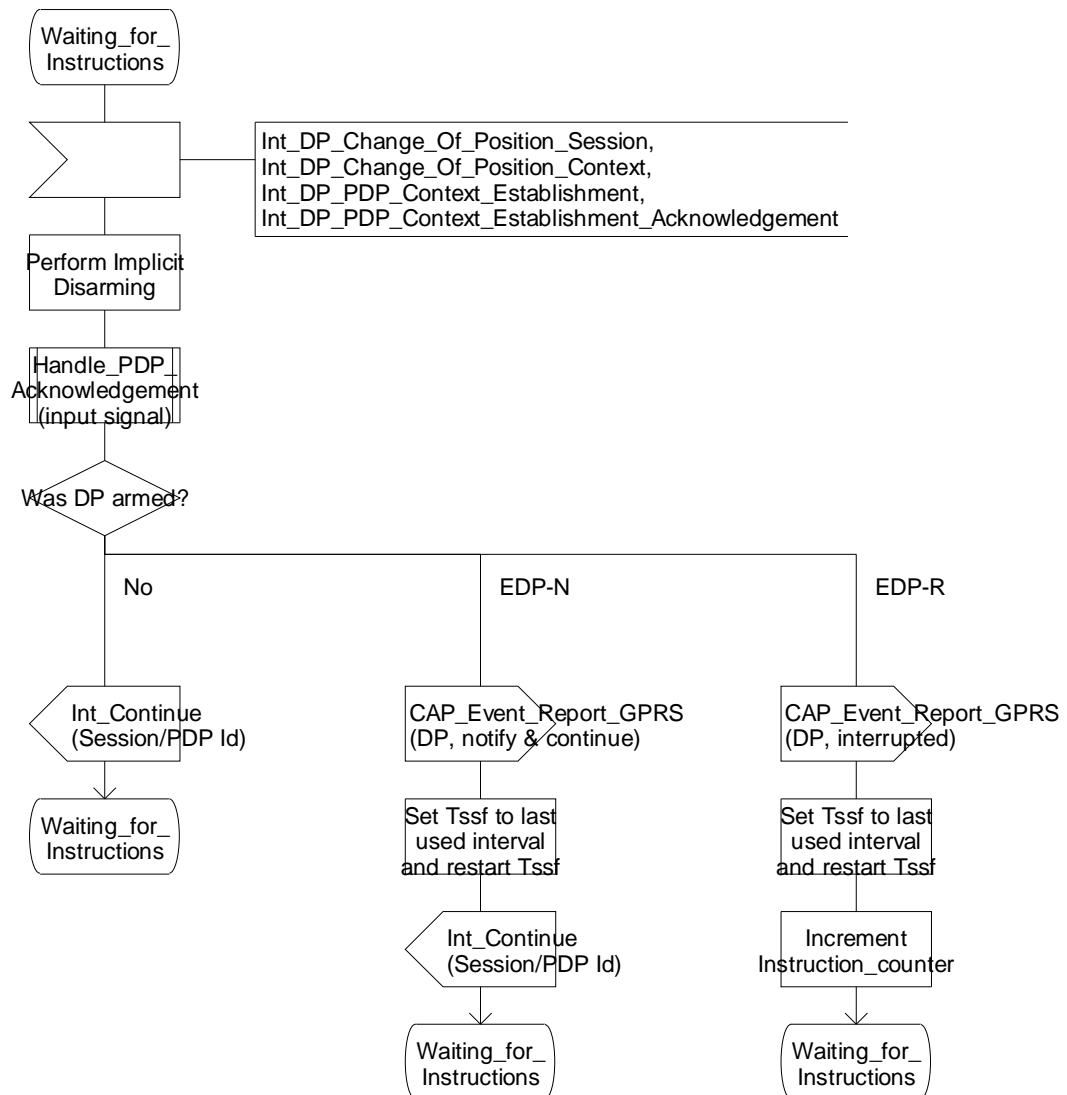 Waiting_for_
Instructions
Int_DP_Change_Of_Position_Session,
Int_DP_Change_Of_Position_Context,
Int_DP_PDP_Context_Establishment,
Int_DP_PDP_Context_Establishment_Acknowledgement
Perform Implicit
Disarming
Handle_PDP_
Acknowledgement
(input signal)
Was DP armed?
No
EDP-N
EDP-R
Int_Continue
(Session/PDP Id)
CAP_Event_Report_GPRS
(DP, notify & continue)
CAP_Event_Report_GPRS
(DP, interrupted)
Waiting_for_
Instructions
Set Tssf to last
used interval
and restart Tssf
Set Tssf to last
used interval
and restart Tssf
Int_Continue
(Session/PDP Id)
Increment
Instruction_counter
Waiting_for_
Instructions
Waiting_for_
Instructions